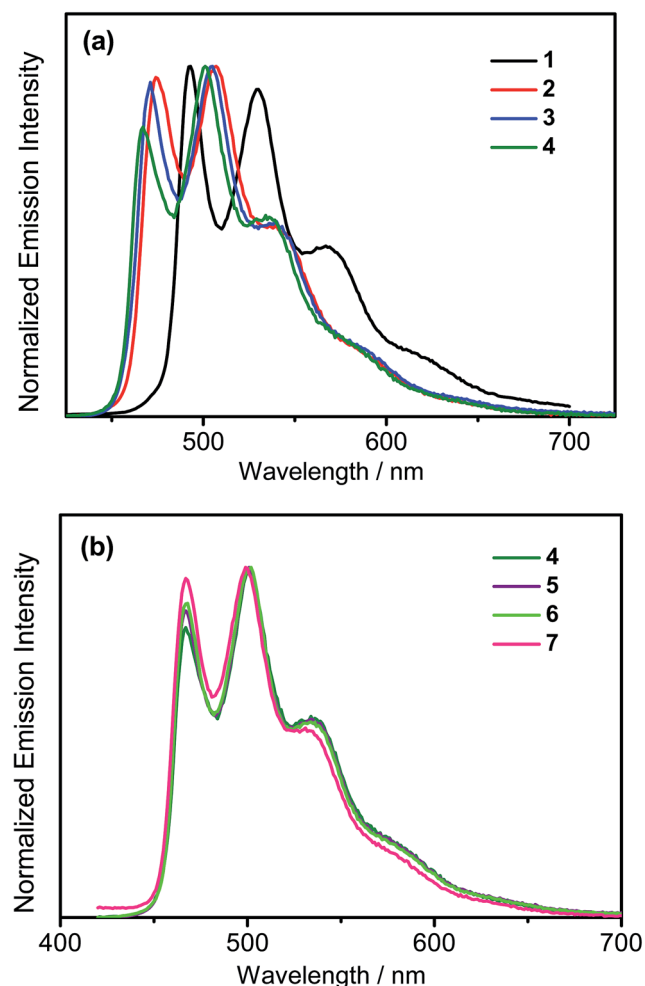 (a)
1
2
3
4
Normalized Emission Intensity
500
600
700
Wavelength / nm
(b)
4
5
6
7
Normalized Emission Intensity
400
500
600
700
Wavelength / nm